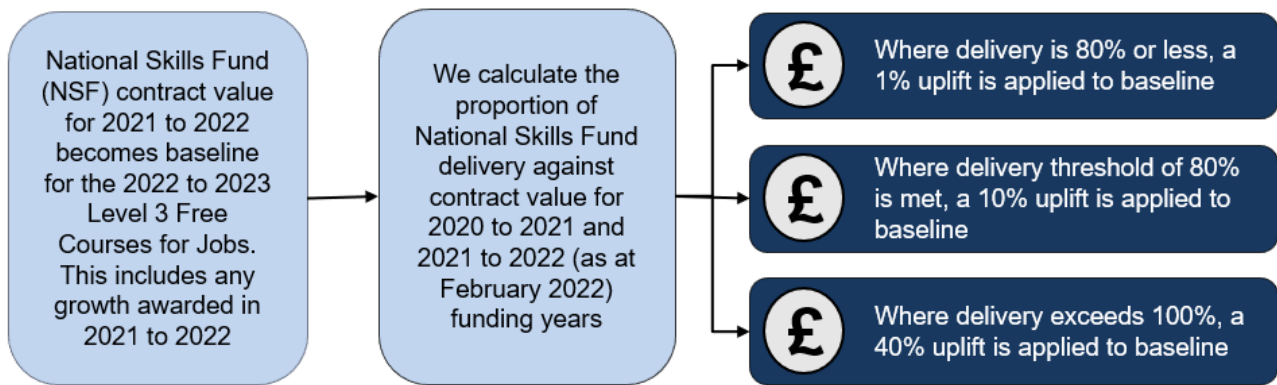 National Skills Fund
(NSF) contract value
for 2021 to 2022
becomes baseline
for the 2022 to 2023
Level 3 Free
Courses for Jobs.
This includes any
growth awarded in
2021 to 2022
We calculate the
proportion of
National Skills Fund
delivery against
contract value for
2020 to 2021 and
2021 to 2022 (as at
February 2022)
funding years
£
Where delivery is 80% or less, a
1% uplift is applied to baseline
£
Where delivery threshold of 80%
is met, a 10% uplift is applied to
baseline
£
Where delivery exceeds 100%, a
40% uplift is applied to baseline